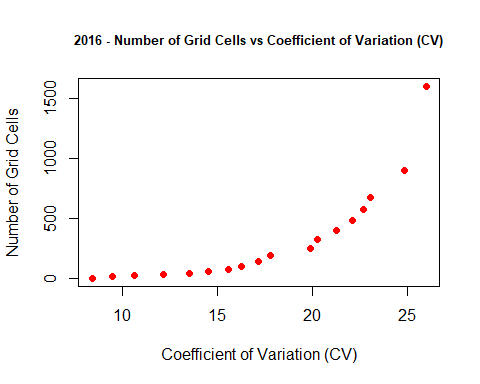 2016 - Number of Grid Cells vs Coefficient of Variation (CV)
Number of Grid Cells
1500
1000
500
0
10 15 20 25
Coefficient of Variation (CV)